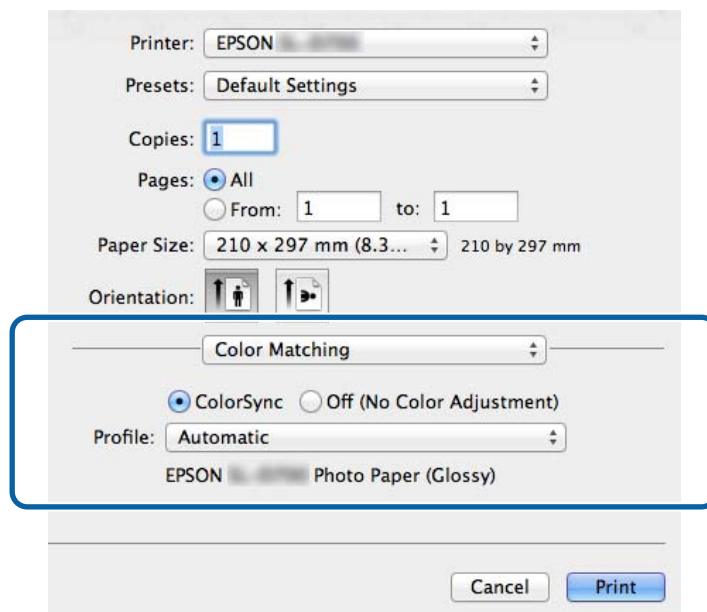 Printer: EPSON
Presets: Default Settings
Copies: 1
Pages: All
From: 1 to: 1
Paper Size: 210 x 297 mm (8.3... 210 by 297 mm
Orientation:
Color Matching
ColorSync Off (No Color Adjustment)
Profile: Automatic
EPSON Photo Paper (Glossy)
Cancel Print